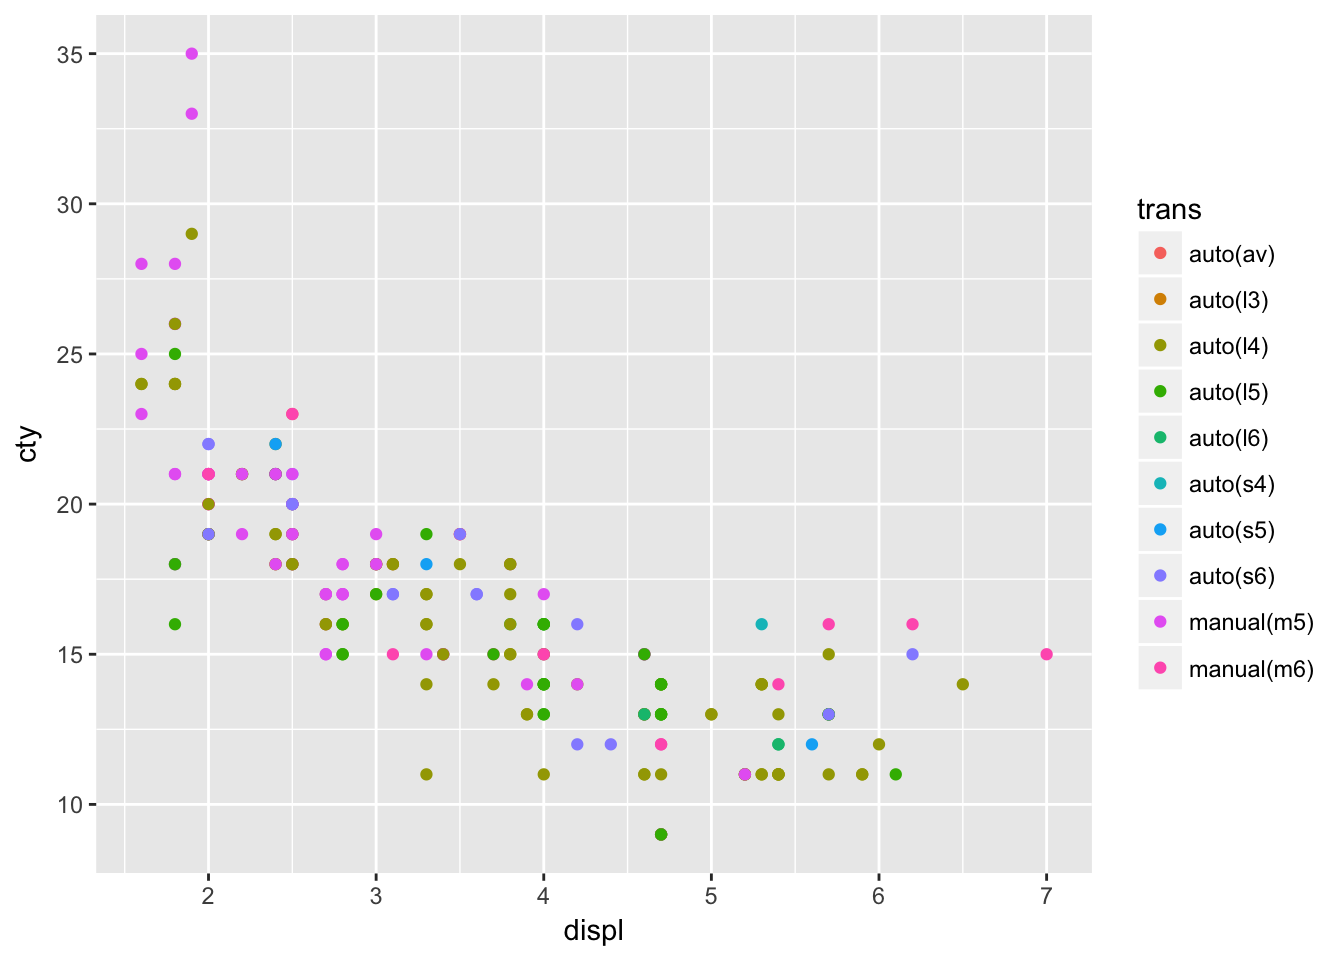 35
30
25
20
15
10
cty
2 3 4 5 6 7
displ
trans
auto(av)
auto(l3)
auto(l4)
auto(l5)
auto(l6)
auto(s4)
auto(s5)
auto(s6)
manual(m5)
manual(m6)